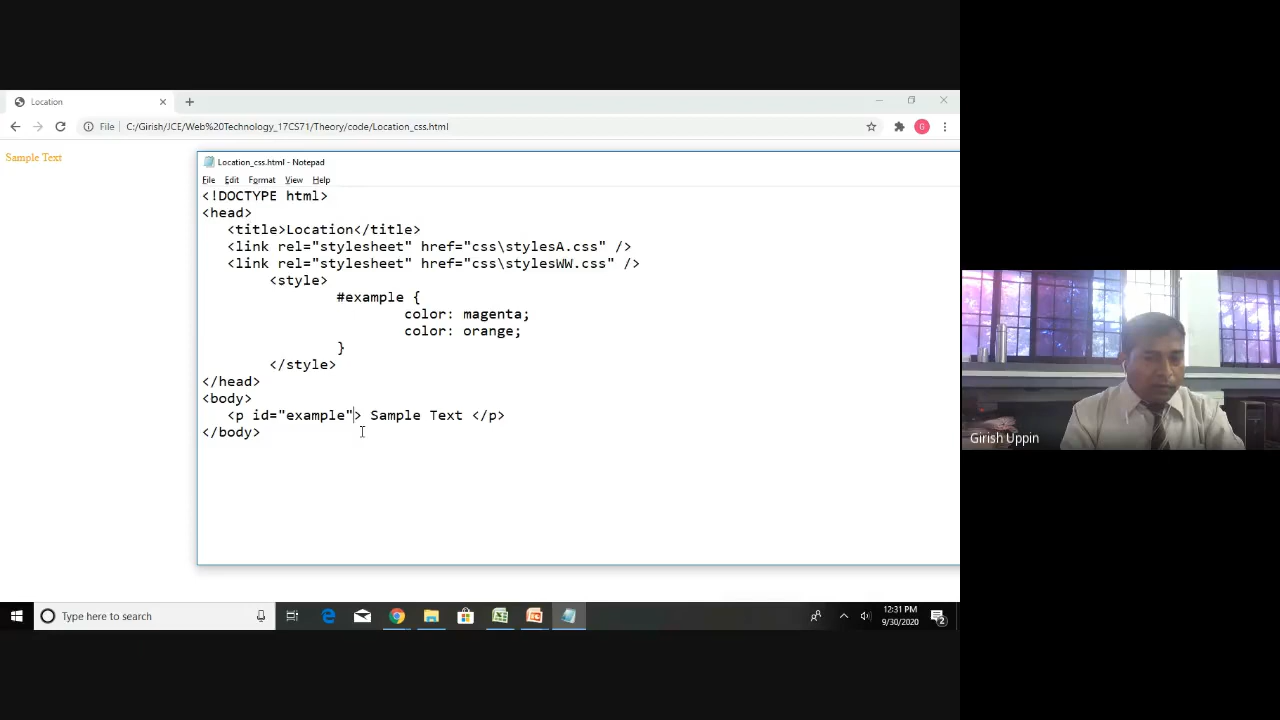 Location
File C:/Girish/JCE/Web%20Technology_17CS71/Theory/code/Location_css.html
G
Sample Text
Location_css.html - Notepad
File Edit Format View Help
<!DOCTYPE html>
<head>
<title>Location</title>
<link rel="stylesheet" href="css\stylesA.css" />
<link rel="stylesheet" href="css\stylesWW.css" />
<style>
#example {
color: magenta;
color: orange;
}
</style>
</head>
<body>
<p id="example"> Sample Text </p>
</body>
Girish Uppin
Type here to search
12:31 PM
9/30/2020
2